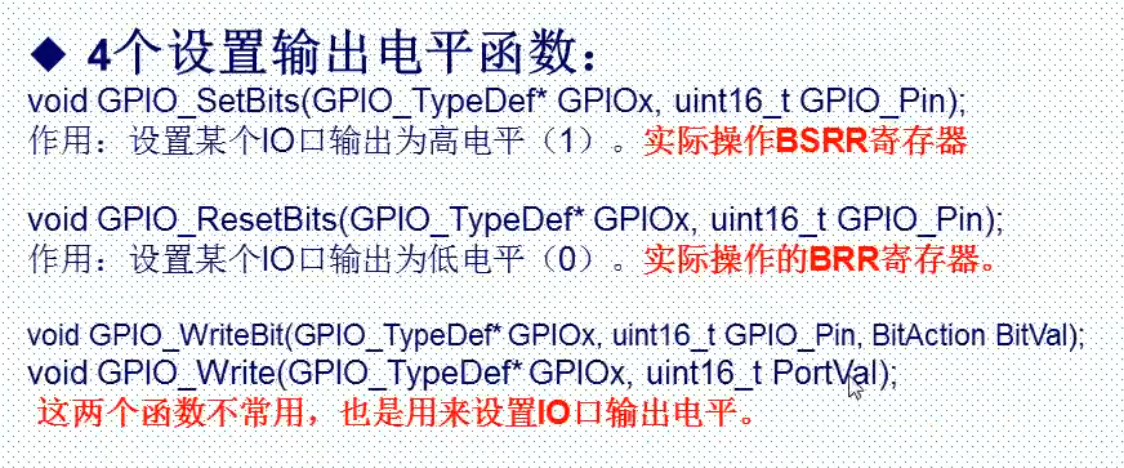 ◆ 4个设置输出电平函数：
void GPIO_SetBits(GPIO_TypeDef* GPIOx, uint16_t GPIO_Pin);
作用：设置某个IO口输出为高电平（1）。实际操作BSRR寄存器
void GPIO_ResetBits(GPIO_TypeDef* GPIOx, uint16_t GPIO_Pin);
作用：设置某个IO口输出为低电平（0）。实际操作的BRR寄存器。
void GPIO_WriteBit(GPIO_TypeDef* GPIOx, uint16_t GPIO_Pin, BitAction BitVal);
void GPIO_Write(GPIO_TypeDef* GPIOx, uint16_t PortVal);
这两个函数不常用，也是用来设置IO口输出电平。